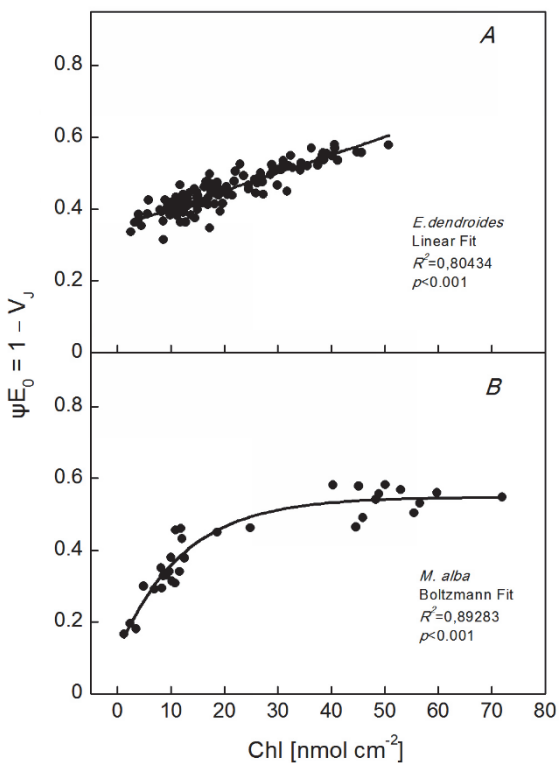 A
0.8
0.6
0.4
0.2
0
E.dendroides
Linear Fit
R²=0,80434
p<0.001
ψE₀ = 1 − V_J
B
0.8
0.6
0.4
0.2
0
M. alba
Boltzmann Fit
R²=0,89283
p<0.001
0 10 20 30 40 50 60 70 80
Chl [nmol cm⁻²]